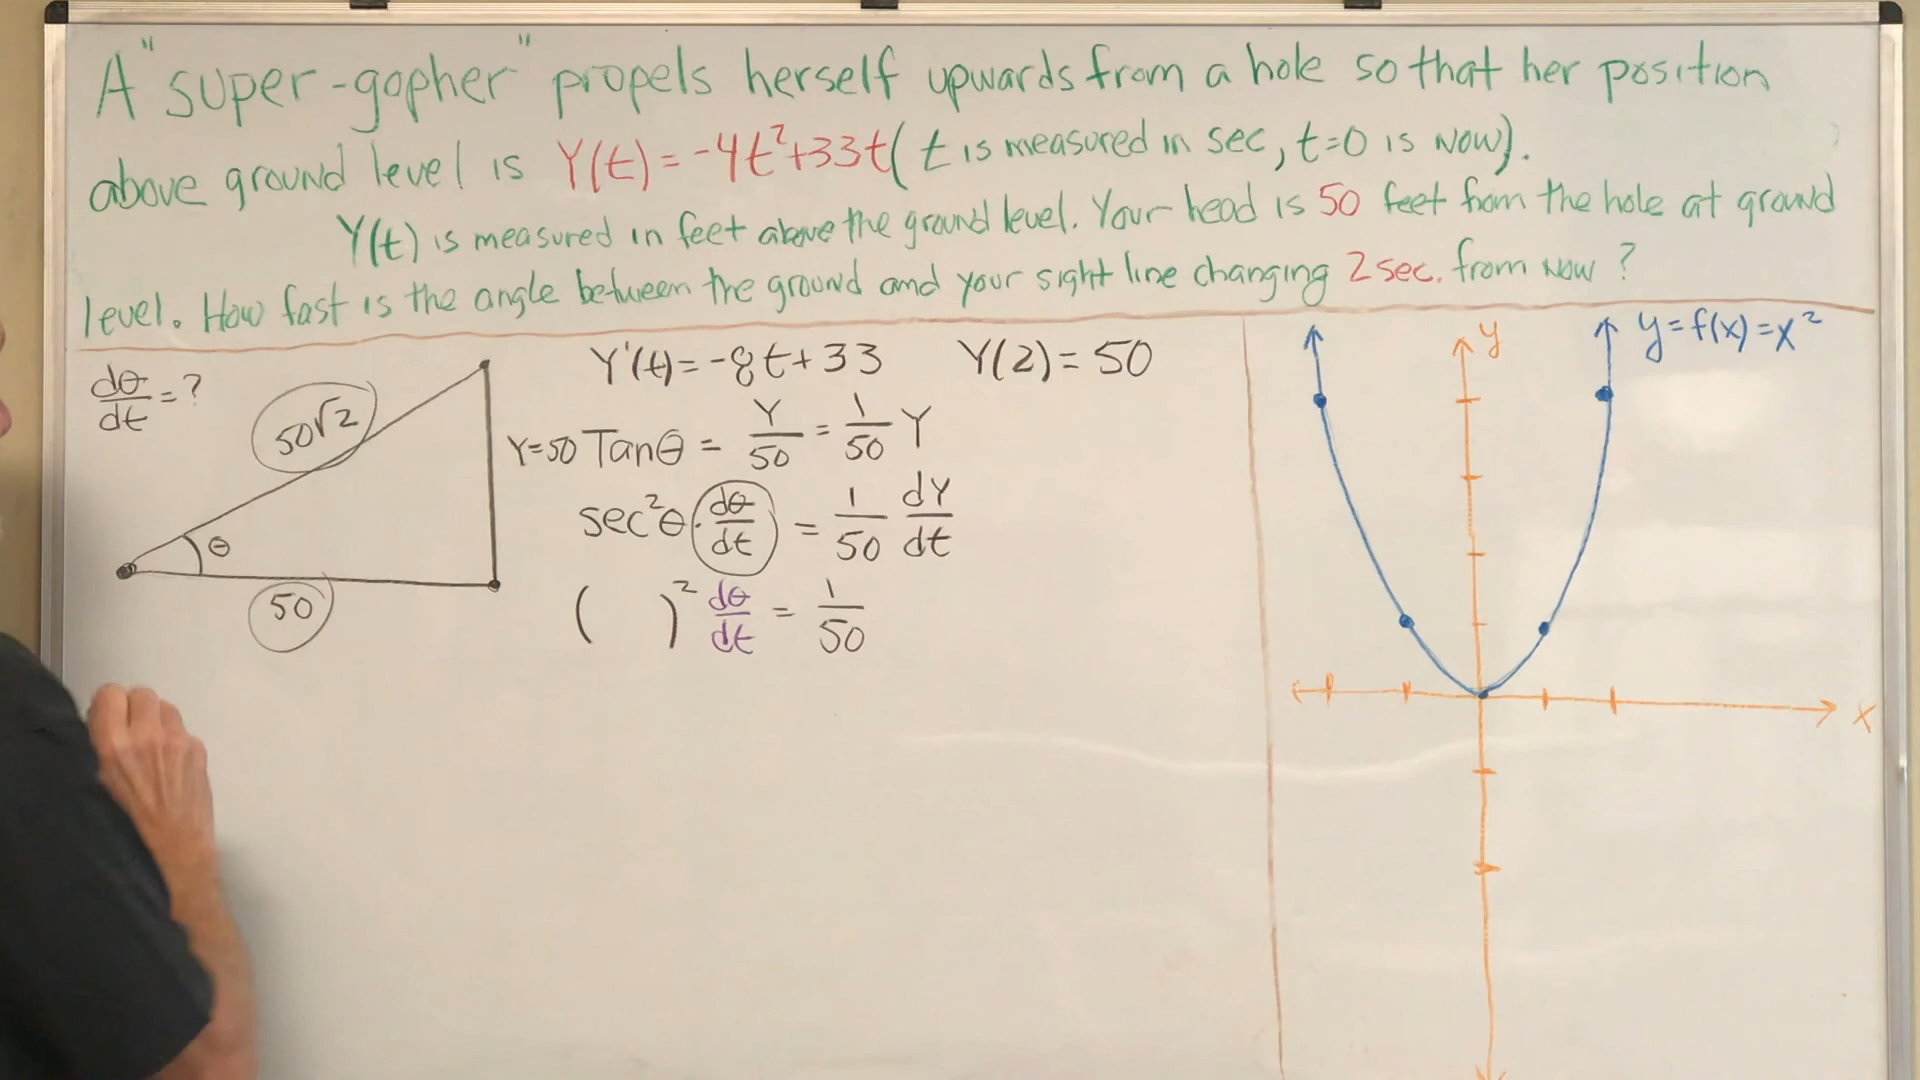 A "super-gopher" propels herself upwards from a hole so that her position
above ground level is Y(t) = -4t²+33t (t is measured in sec, t=0 is now).
Y(t) is measured in feet above the ground level. Your head is 50 feet from the hole at ground
level. How fast is the angle between the ground and your sight line changing 2 sec. from now?
dθ/dt = ?
50√2
θ
50
Y'(t) = -8t+33
Y(2) = 50
Y=50
Tanθ = Y/50 = 1/50 Y
sec²θ · dθ/dt = 1/50 dY/dt
( )² dθ/dt = 1/50
y
y = f(x) = x²
x